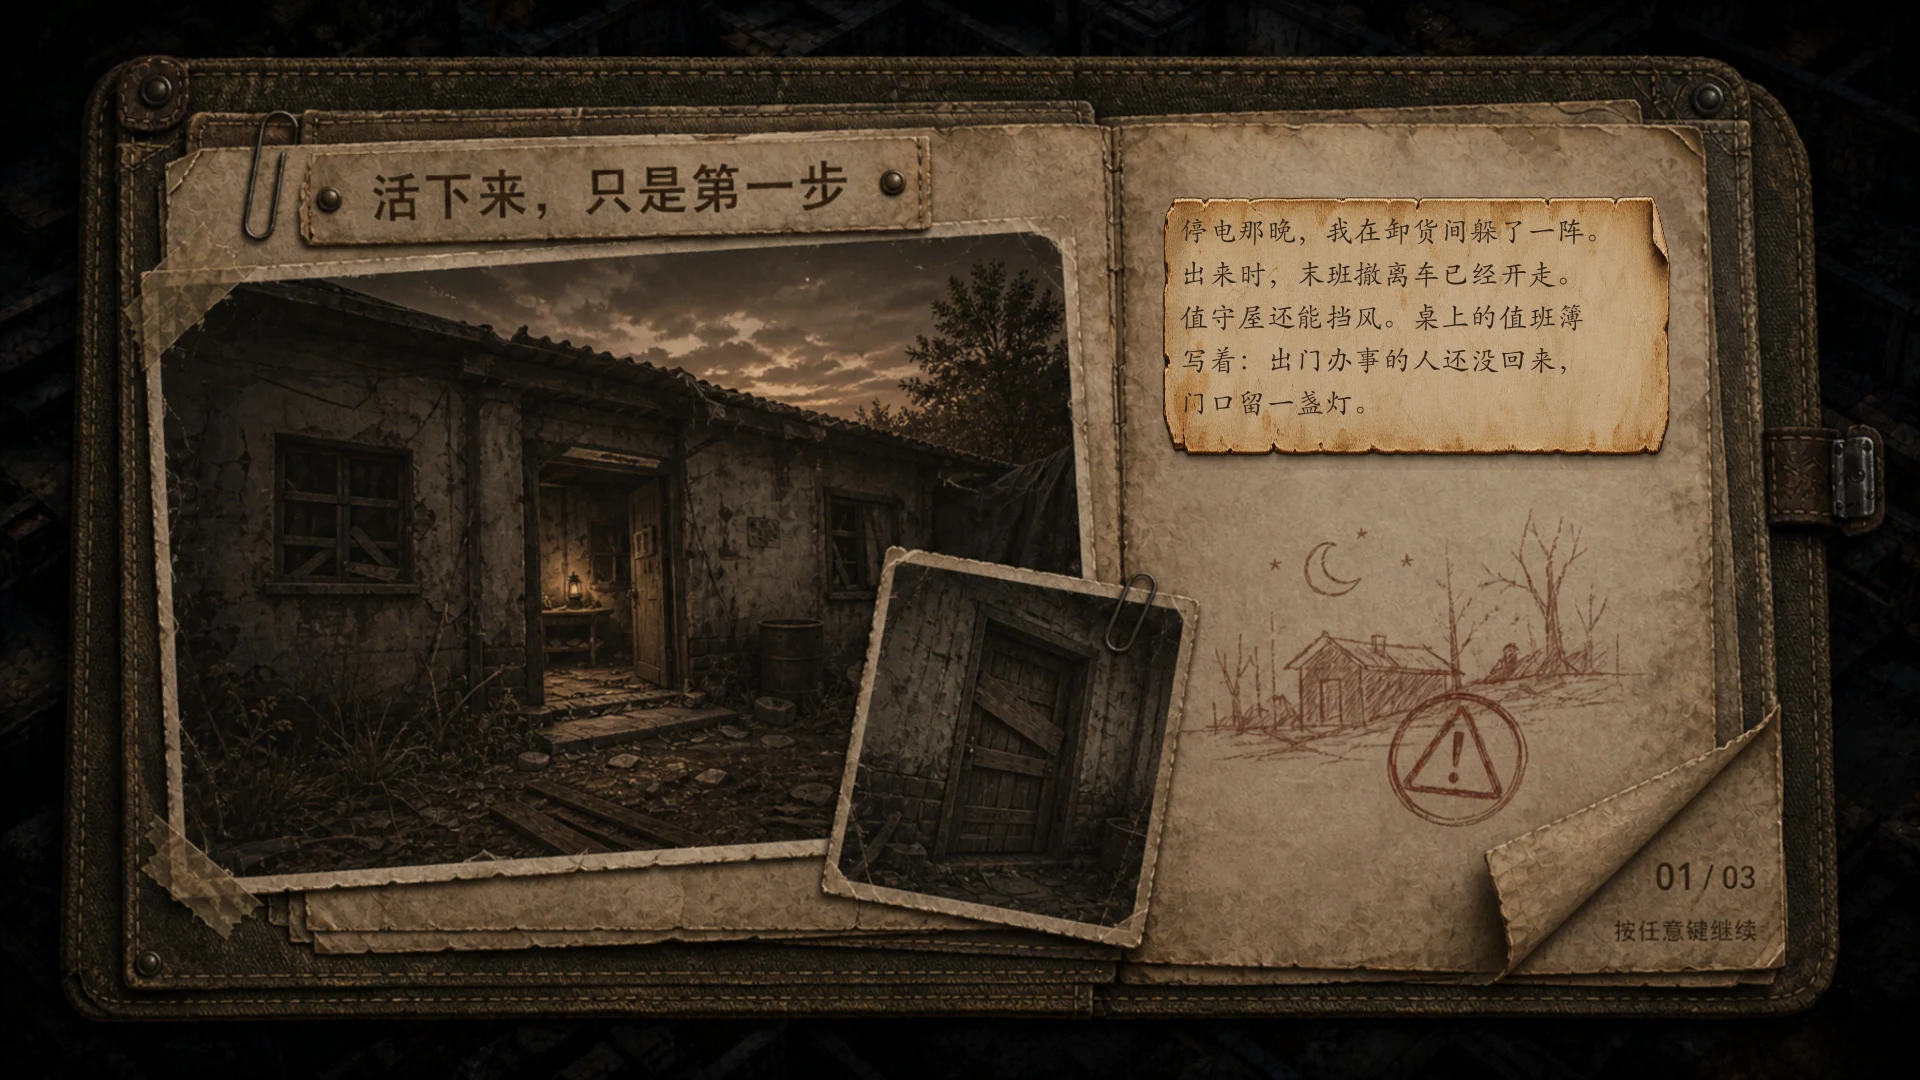 活下来，只是第一步
停电那晚，我在卸货间躲了一阵。
出来时，末班撤离车已经开走。
值守屋还能挡风。桌上的值班簿
写着：出门办事的人还没回来，
门口留一盏灯。
01 / 03
按任意键继续